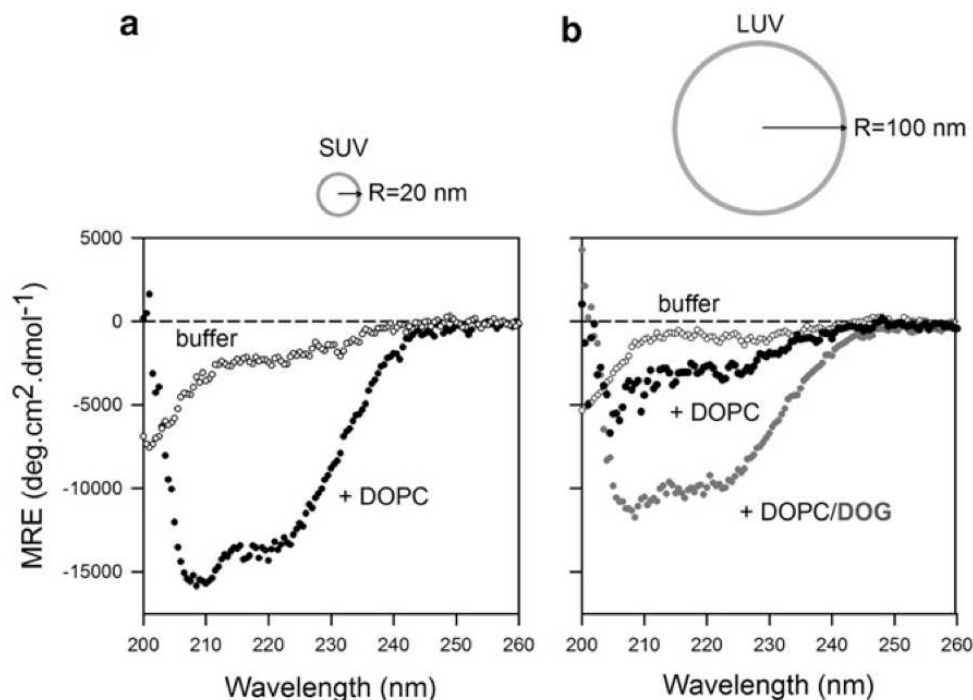 a
b
LUV
R=100 nm
SUV
R=20 nm
MRE (deg.cm2.dmol-1)
5000
0
-5000
-10000
-15000
buffer
+ DOPC
200 210 220 230 240 250 260
Wavelength (nm)
buffer
+ DOPC
+ DOPC/DOG
200 210 220 230 240 250 260
Wavelength (nm)